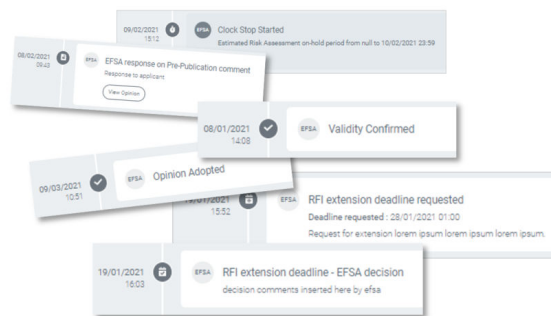 09/02/2021
15:12
EFSA
Clock Stop Started
Estimated Risk Assessment on-hold period from null to 10/02/2021 23:59
08/02/2021
09:43
EFSA
EFSA response on Pre-Publication comment
Response to applicant
View Opinion
08/01/2021
14:08
EFSA
Validity Confirmed
09/03/2021
10:51
EFSA
Opinion Adopted
19/01/2021
15:52
EFSA
RFI extension deadline requested
Deadline requested : 28/01/2021 01:00
Request for extension lorem ipsum lorem ipsum lorem ipsum.
19/01/2021
16:03
EFSA
RFI extension deadline - EFSA decision
decision comments inserted here by efsa